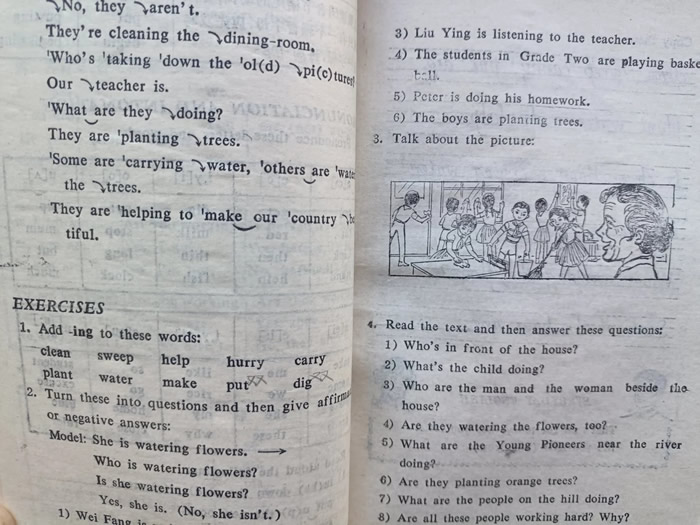 ↘No, they ↘aren't.
They're cleaning the ↘dining-room.
'Who's 'taking 'down the 'ol(d) ↘pi(c)tures?
Our ↘teacher is.
'What are they ↘doing?
They are 'planting ↘trees.
'Some are 'carrying ↘water, 'others are 'wate
the ↘trees.
They are 'helping to 'make our 'country ↘b
tiful.
EXERCISES
1. Add -ing to these words:
clean sweep help hurry carry
plant water make put dig
2. Turn these into questions and then give affirma
or negative answers:
Model: She is watering flowers. →
Who is watering flowers?
Is she watering flowers?
Yes, she is. (No, she isn't.)
1) Wei Fang is
3) Liu Ying is listening to the teacher.
4) The students in Grade Two are playing baske
ball.
5) Peter is doing his homework.
6) The boys are planting trees.
3. Talk about the picture:
4. Read the text and then answer these questions:
1) Who's in front of the house?
2) What's the child doing?
3) Who are the man and the woman beside the
house?
4) Are they watering the flowers, too?
5) What are the Young Pioneers near the river
doing?
6) Are they planting orange trees?
7) What are the people on the hill doing?
8) Are all these people working hard? Why?